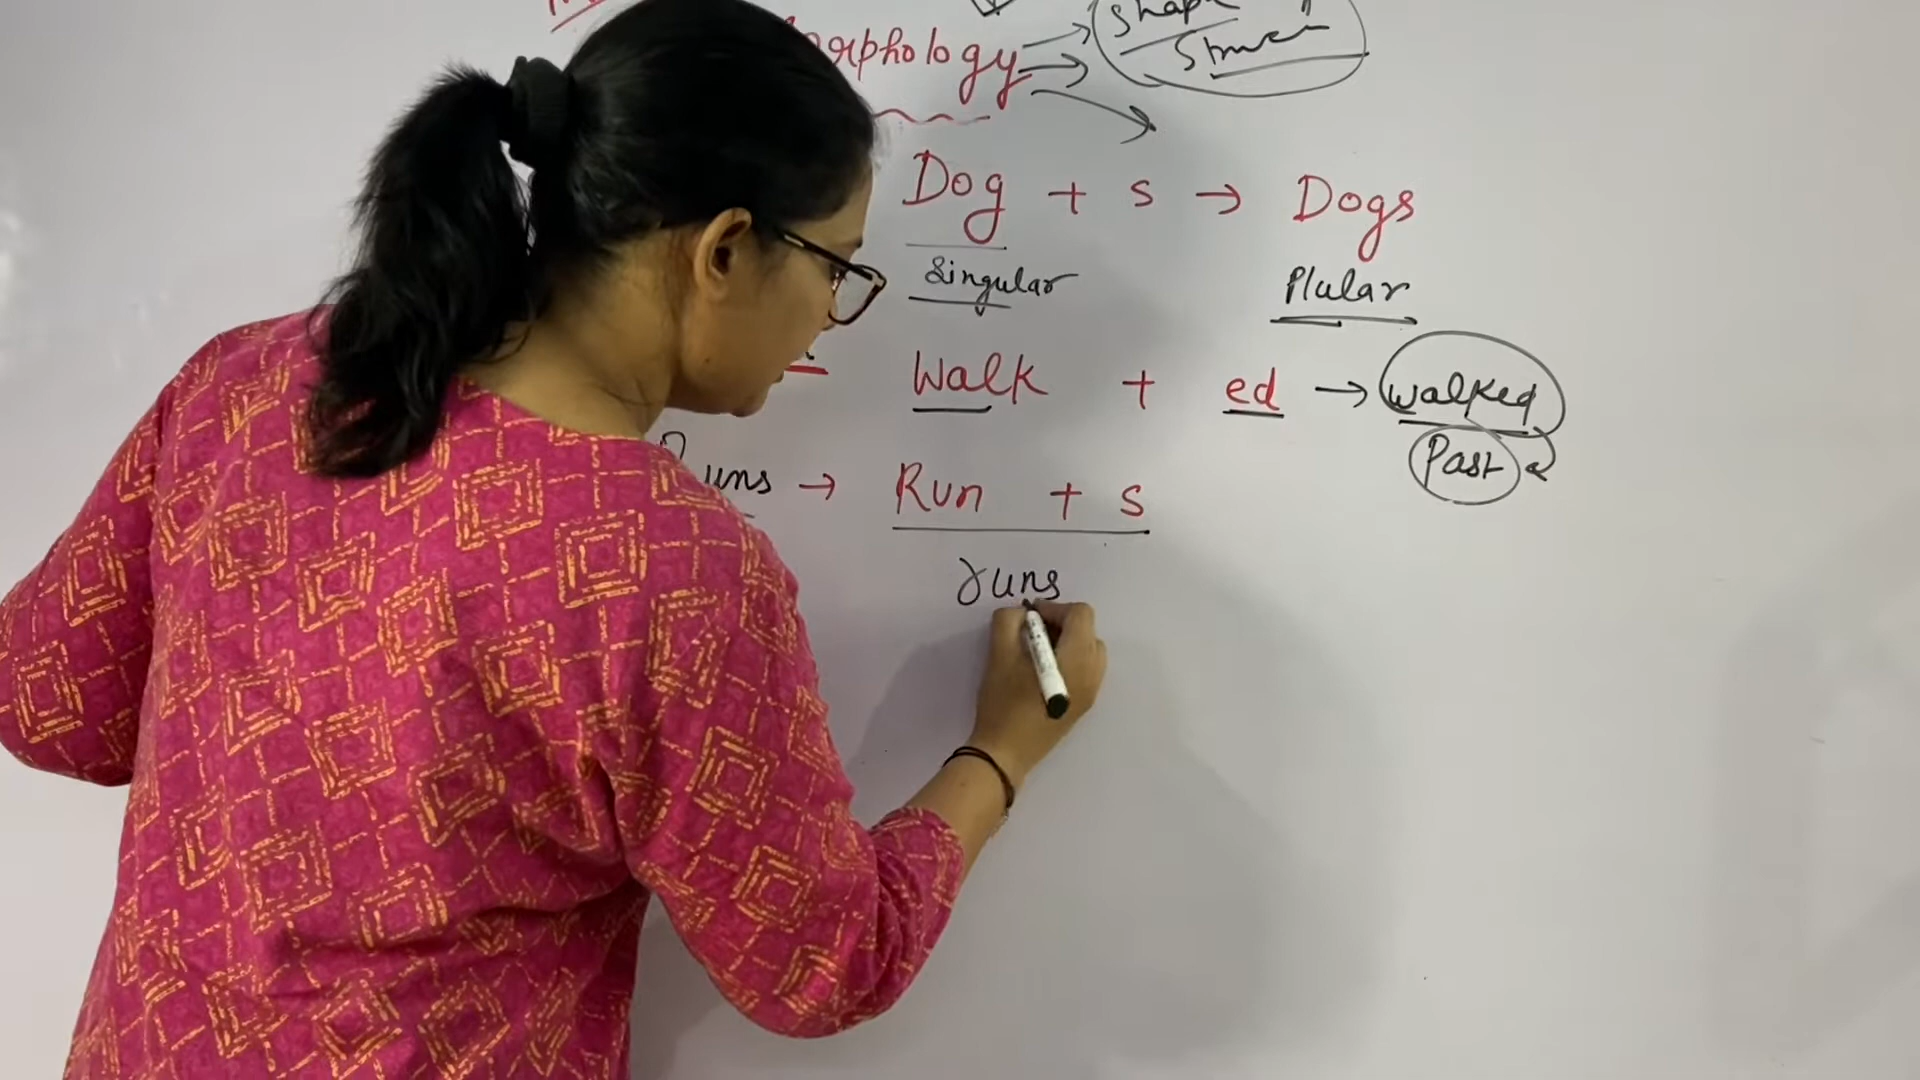 Shape
Struc
orphology
Dog + s → Dogs
Singular Plular
Walk + ed → walked
Past
uns → Run + s
runs